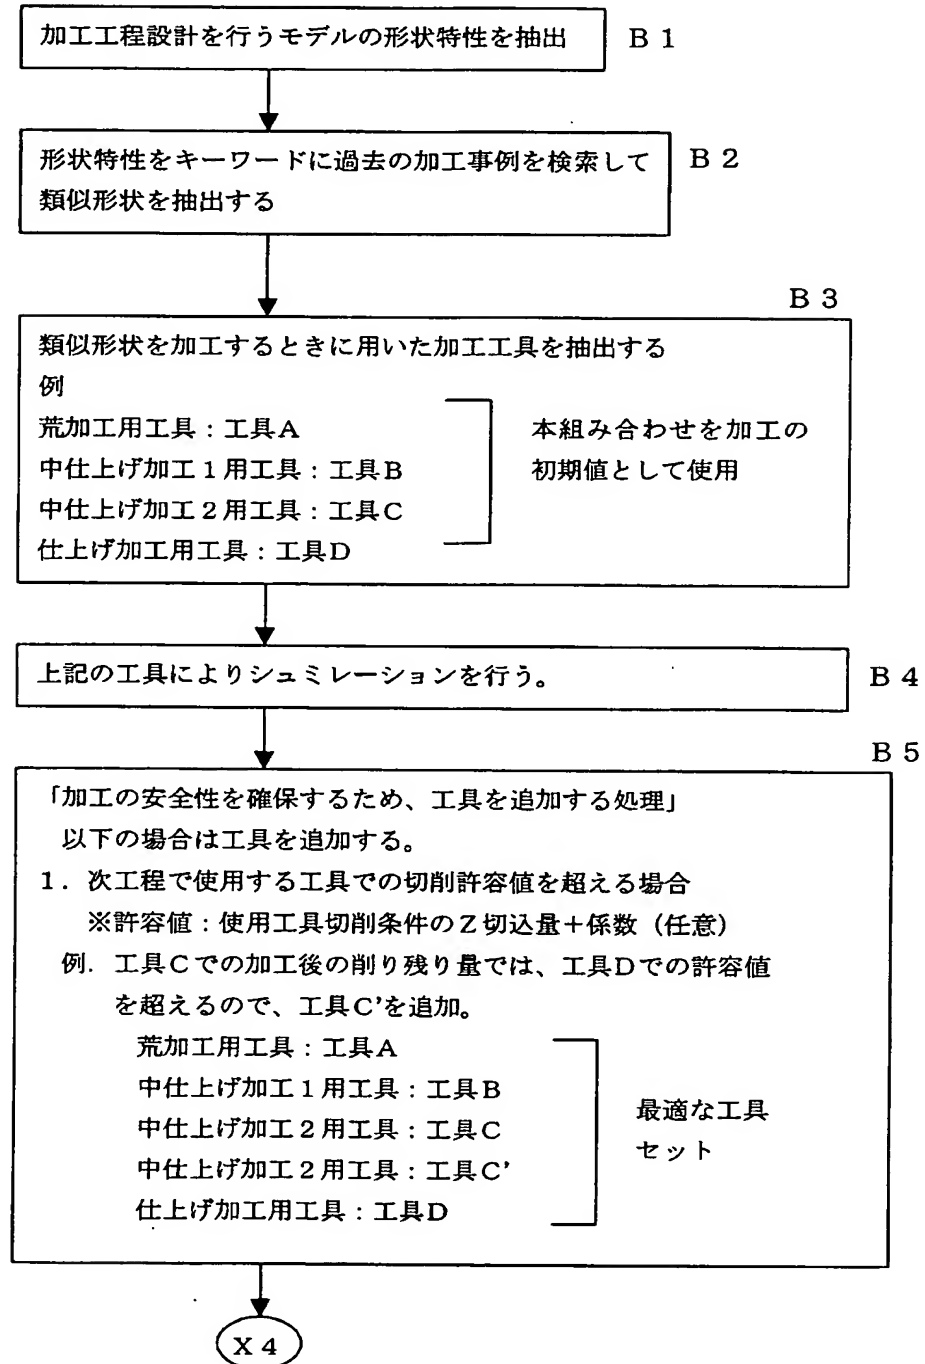 加工工程設計を行うモデルの形状特性を抽出
B1
形状特性をキーワードに過去の加工事例を検索して
類似形状を抽出する
B2
B3
類似形状を加工するときに用いた加工工具を抽出する
例
荒加工用工具：工具A
中仕上げ加工1用工具：工具B
中仕上げ加工2用工具：工具C
仕上げ加工用工具：工具D
本組み合わせを加工の
初期値として使用
上記の工具によりシュミレーションを行う。
B4
B5
「加工の安全性を確保するため、工具を追加する処理」
以下の場合は工具を追加する。
1．次工程で使用する工具での切削許容値を超える場合
※許容値：使用工具切削条件のZ切込量＋係数（任意）
例．工具Cでの加工後の削り残り量では、工具Dでの許容値
を超えるので、工具C'を追加。
荒加工用工具：工具A
中仕上げ加工1用工具：工具B
中仕上げ加工2用工具：工具C
中仕上げ加工2用工具：工具C'
仕上げ加工用工具：工具D
最適な工具
セット
X4